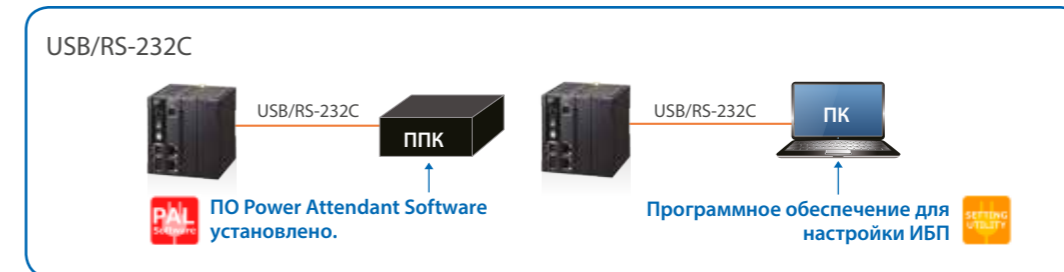 USB/RS-232C
USB/RS-232C
ППК
ПО Power Attendant Software
установлено.
PAL
Software
USB/RS-232C
ПК
Программное обеспечение для
настройки ИБП
SETTING
UTILITY